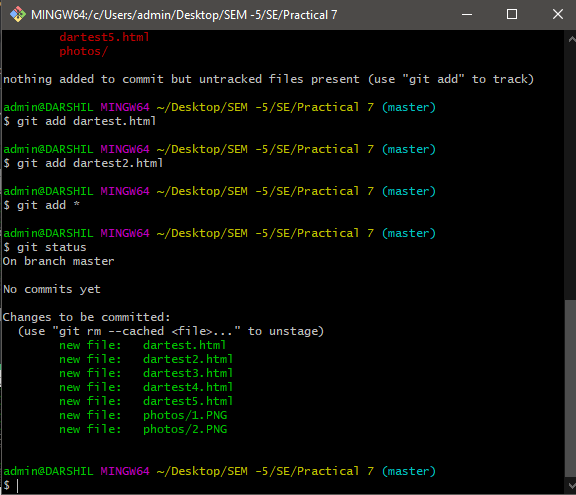 MINGW64:/c/Users/admin/Desktop/SEM -5/SE/Practical 7
dartest5.html
photos/
nothing added to commit but untracked files present (use "git add" to track)
admin@DARSHIL MINGW64 ~/Desktop/SEM -5/SE/Practical 7 (master)
$ git add dartest.html
admin@DARSHIL MINGW64 ~/Desktop/SEM -5/SE/Practical 7 (master)
$ git add dartest2.html
admin@DARSHIL MINGW64 ~/Desktop/SEM -5/SE/Practical 7 (master)
$ git add *
admin@DARSHIL MINGW64 ~/Desktop/SEM -5/SE/Practical 7 (master)
$ git status
On branch master
No commits yet
Changes to be committed:
(use "git rm --cached <file>..." to unstage)
new file: dartest.html
new file: dartest2.html
new file: dartest3.html
new file: dartest4.html
new file: dartest5.html
new file: photos/1.PNG
new file: photos/2.PNG
admin@DARSHIL MINGW64 ~/Desktop/SEM -5/SE/Practical 7 (master)
$